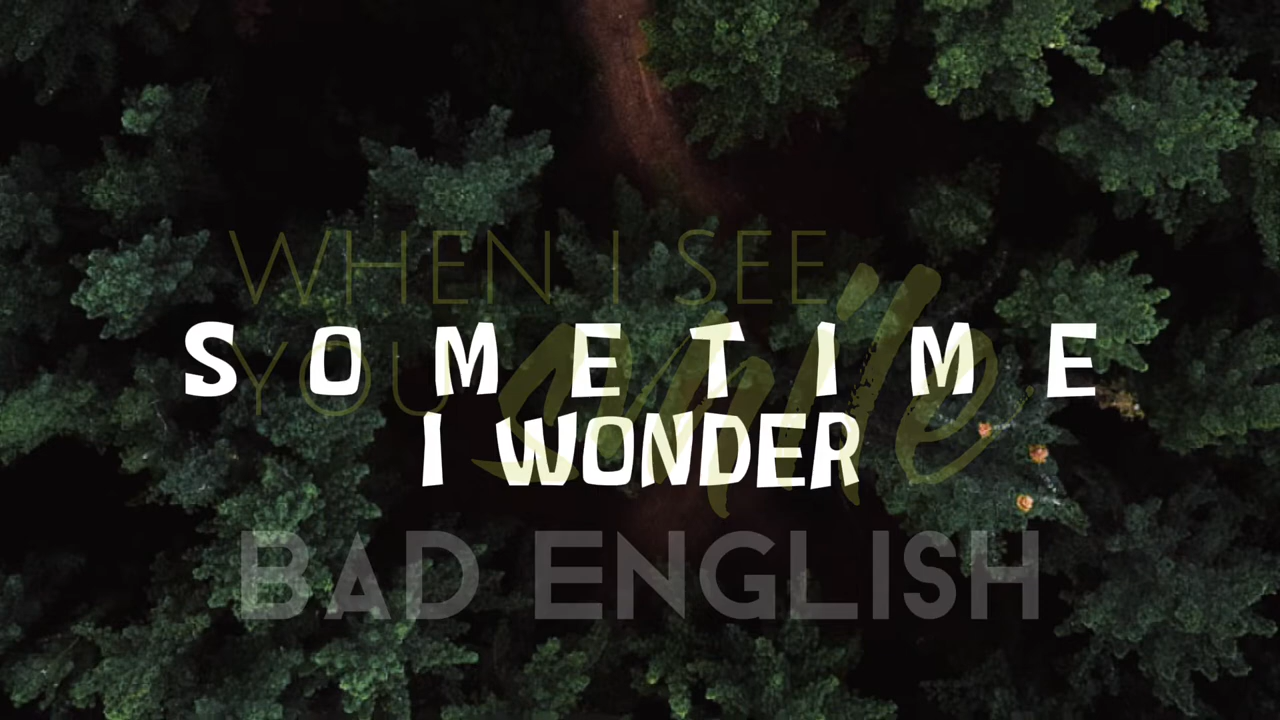 WHEN I SEE
YOU smile
SOMETIME
I WONDER
BAD ENGLISH